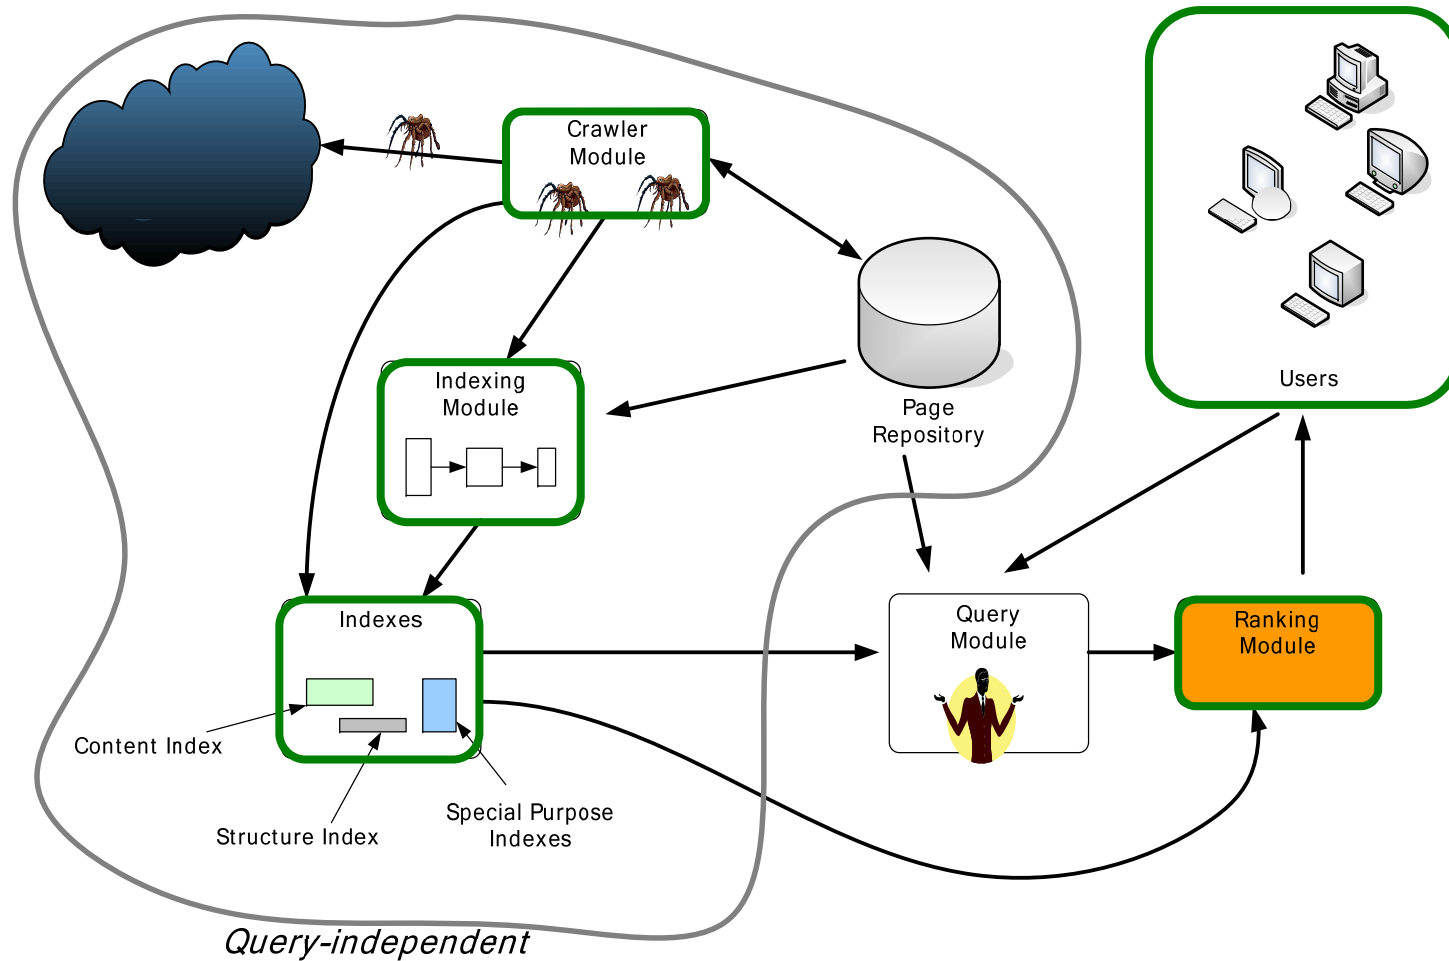 Crawler
Module
Indexing
Module
Page
Repository
Users
Indexes
Query
Module
Ranking
Module
Content Index
Structure Index
Special Purpose
Indexes
Query-independent